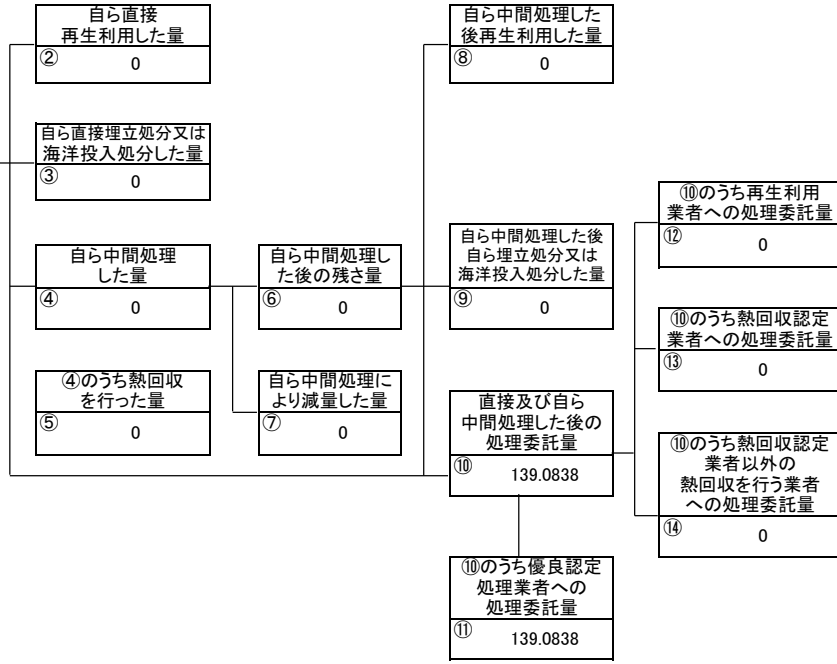 自ら直接
再生利用した量
②
0
自ら中間処理した
後再生利用した量
⑧
0
自ら直接埋立処分又は
海洋投入処分した量
③
0
⑩のうち再生利用
業者への処理委託量
⑫
0
自ら中間処理
した量
④
0
自ら中間処理し
た後の残さ量
⑥
0
自ら中間処理した後
自ら埋立処分又は
海洋投入処分した量
⑨
0
⑩のうち熱回収認定
業者への処理委託量
⑬
0
④のうち熱回収
を行った量
⑤
0
自ら中間処理に
より減量した量
⑦
0
直接及び自ら
中間処理した後の
処理委託量
⑩
139.0838
⑩のうち熱回収認定
業者以外の
熱回収を行う業者
への処理委託量
⑭
0
⑩のうち優良認定
処理業者への
処理委託量
⑪
139.0838